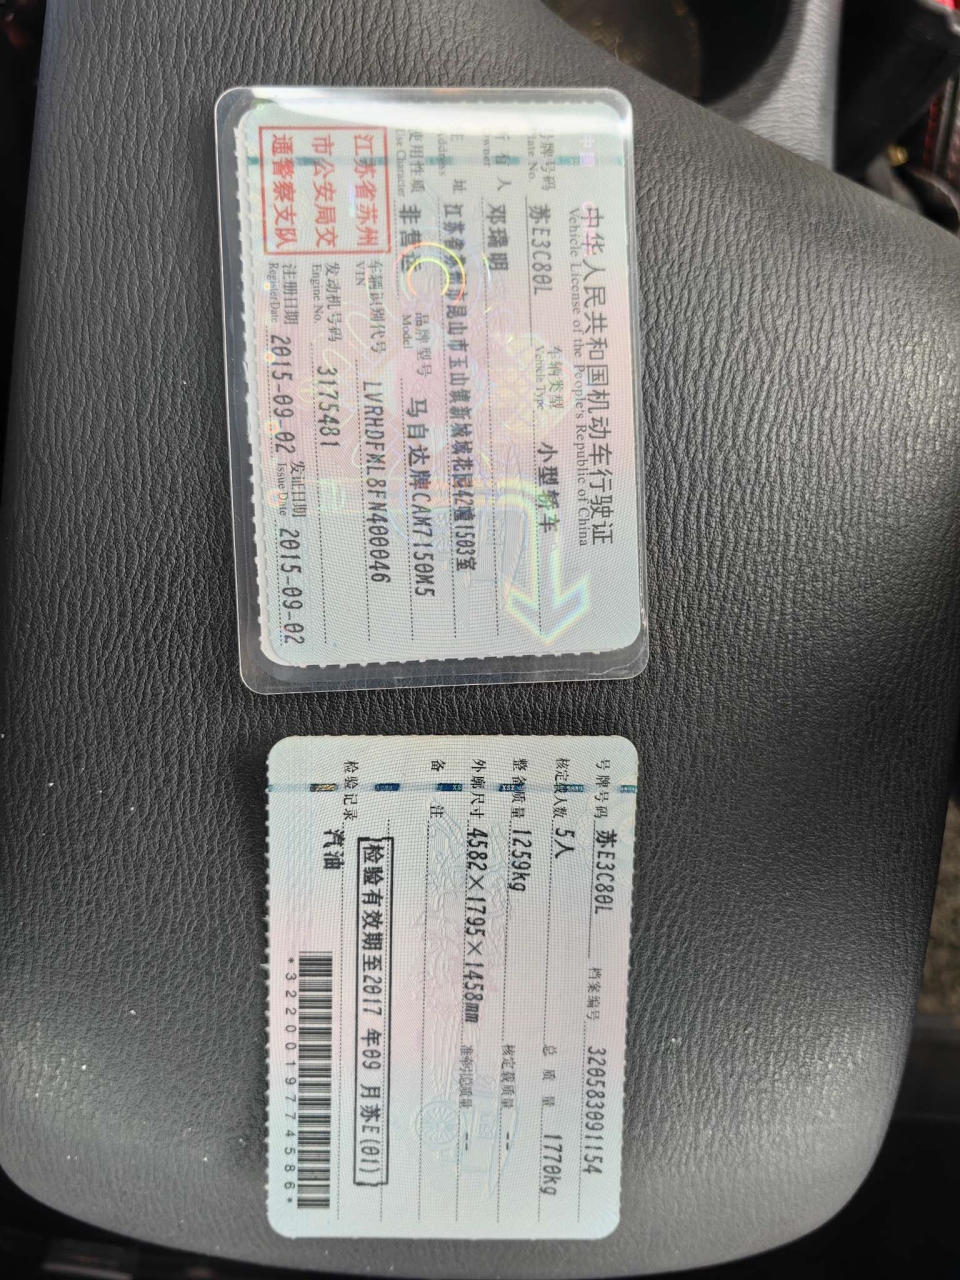 中华人民共和国机动车行驶证
Vehicle License of the People's Republic of China
号牌号码 苏E3C80L 车辆类型 小型轿车
Plate No. Vehicle Type
所有人 邓瑞明
Owner
住址 江苏省苏州市昆山市玉山镇新城域花园42幢1503室
Address
使用性质 非营运 品牌型号 马自达牌CAM7150M5
Use Character Model
江苏省苏州
市公安局交
通警察支队
车辆识别代号 LVRHDFML8FN400046
VIN
发动机号码 3175481
Engine No.
注册日期 2015-09-02 发证日期 2015-09-02
Register Date Issue Date
号牌号码 苏E3C80L 档案编号 320583091154
核定载人数 5人 总质量 1770kg
整备质量 1259kg 核定载质量 --
外廓尺寸 4582×1795×1458mm 准牵引总质量 --
备注
检验有效期至2017年09月苏E(01)
检验记录
汽油
*3220019774586*